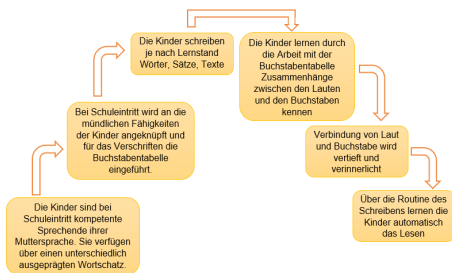 Die Kinder sind bei
Schuleintritt kompetente
Sprechende ihrer
Muttersprache. Sie verfügen
über einen unterschiedlich
ausgeprägten Wortschatz.
Bei Schuleintritt wird an die
mündlichen Fähigkeiten
der Kinder angeknüpft und
für das Verschriften die
Buchstabentabelle
eingeführt.
Die Kinder schreiben
je nach Lernstand
Wörter, Sätze, Texte
Die Kinder lernen durch
die Arbeit mit der
Buchstabentabelle
Zusammenhänge
zwischen den Lauten
und den Buchstaben
kennen
Verbindung von Laut
und Buchstabe wird
vertieft und
verinnerlicht
Über die Routine des
Schreibens lernen die
Kinder automatisch
das Lesen